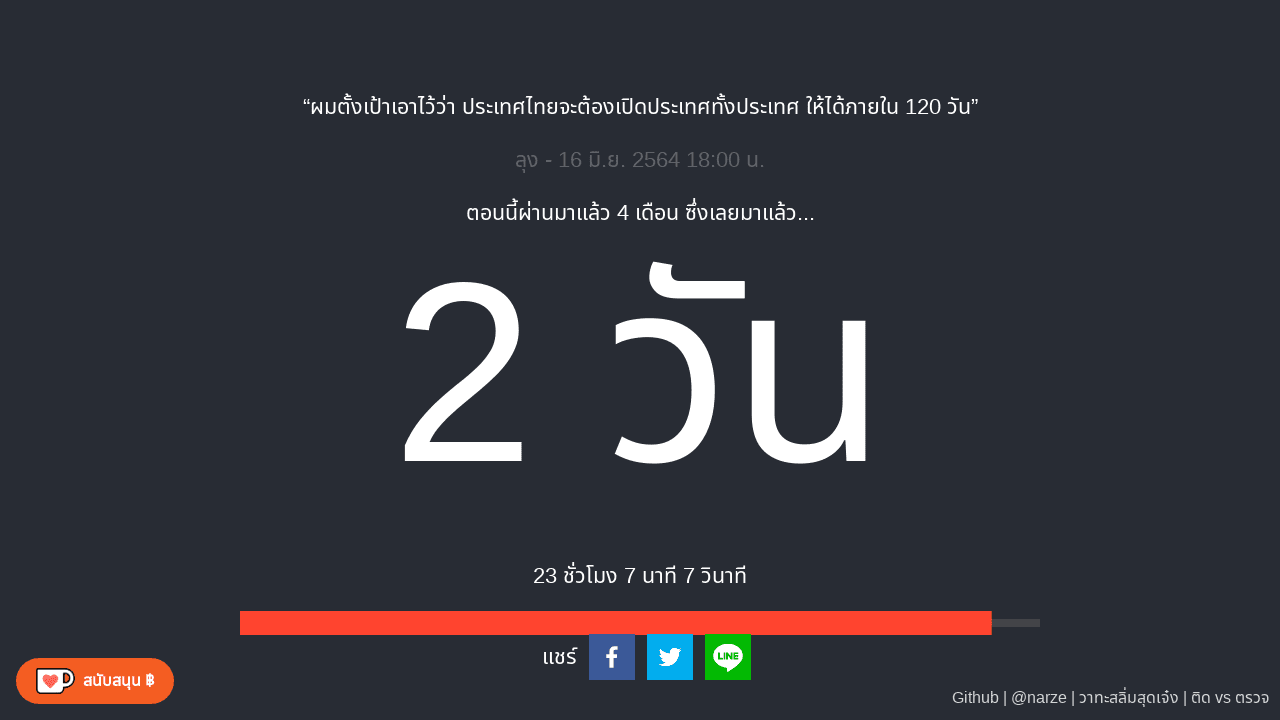 “ผมตั้งเป้าเอาไว้ว่า ประเทศไทยจะต้องเปิดประเทศทั้งประเทศ ให้ได้ภายใน 120 วัน”
ลุง - 16 มิ.ย. 2564 18:00 น.
ตอนนี้ผ่านมาแล้ว 4 เดือน ซึ่งเลยมาแล้ว...
2 วัน
23 ชั่วโมง 7 นาที 7 วินาที
แชร์
LINE
สนับสนุน ฿
Github | @narze | วาทะสลิ่มสุดเจ๋ง | ติด vs ตรวจ